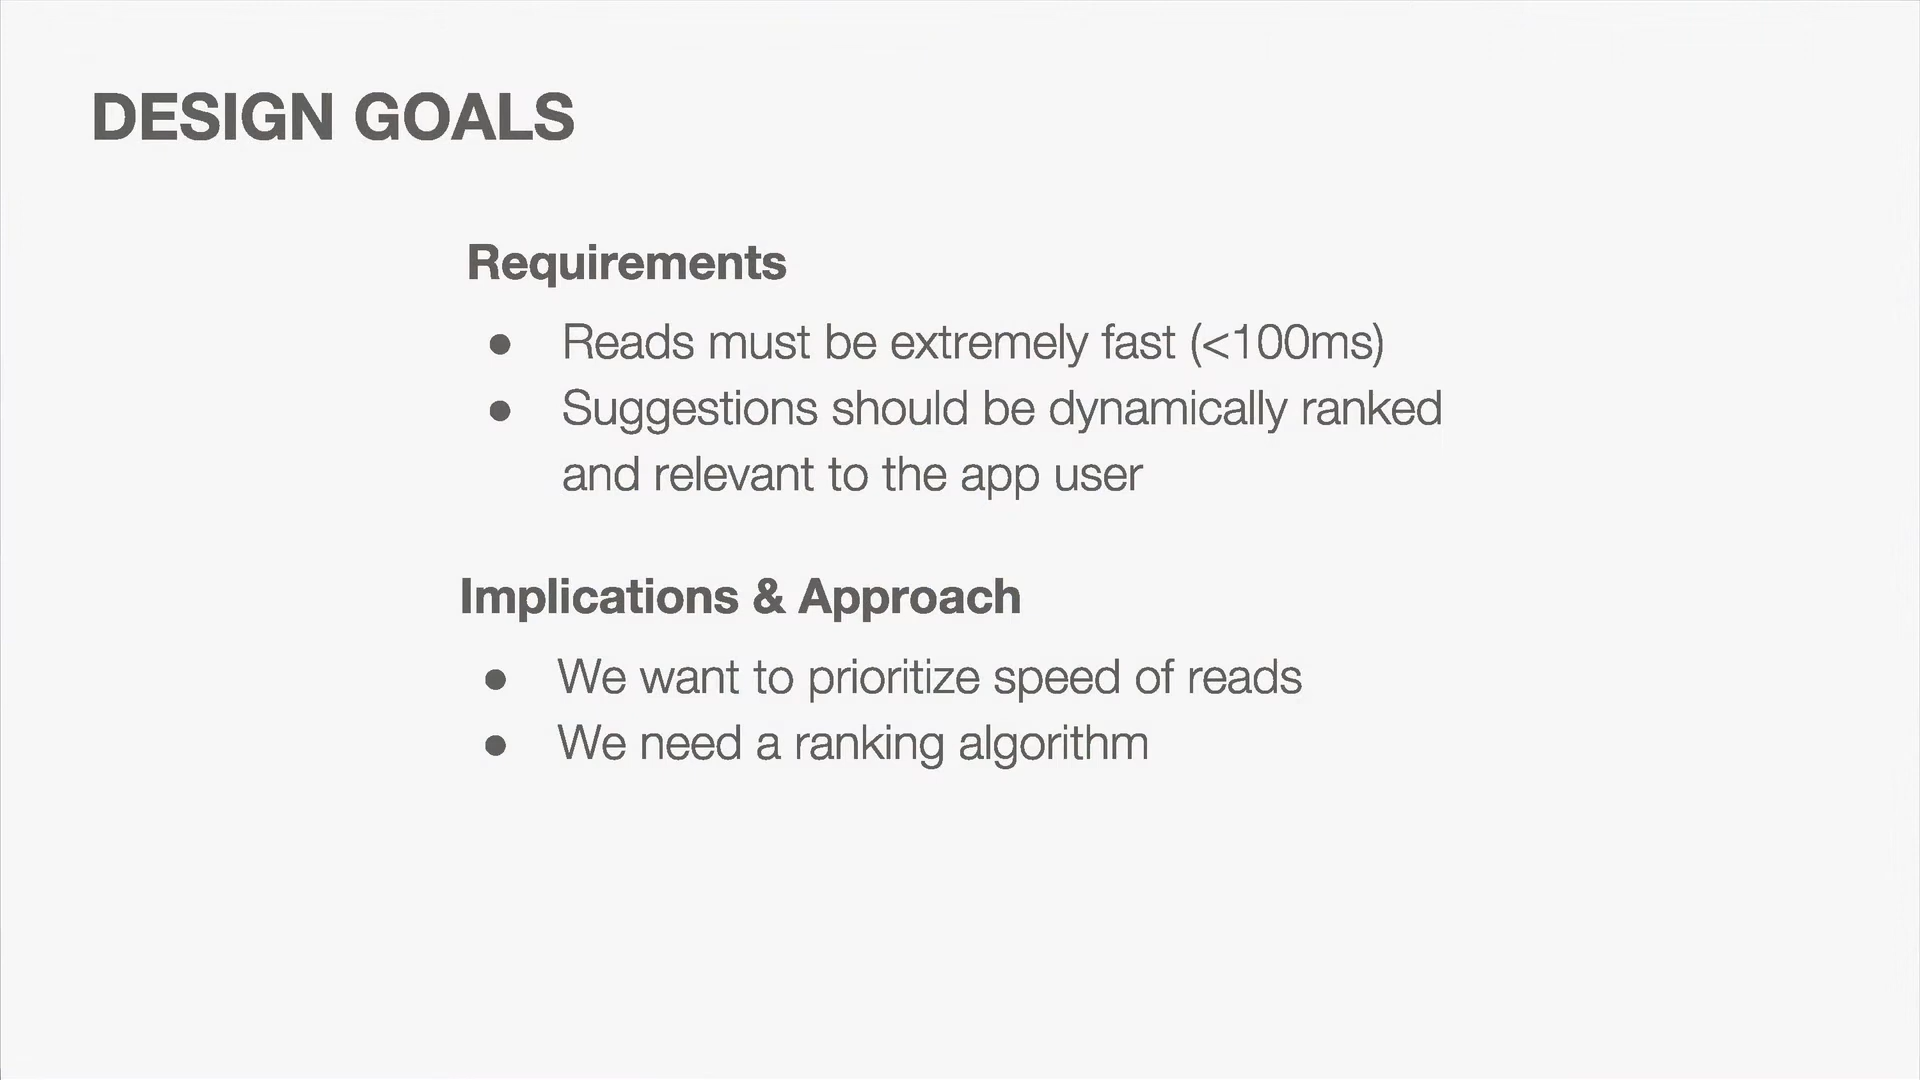 DESIGN GOALS
Requirements
● Reads must be extremely fast (<100ms)
● Suggestions should be dynamically ranked
and relevant to the app user
Implications & Approach
● We want to prioritize speed of reads
● We need a ranking algorithm